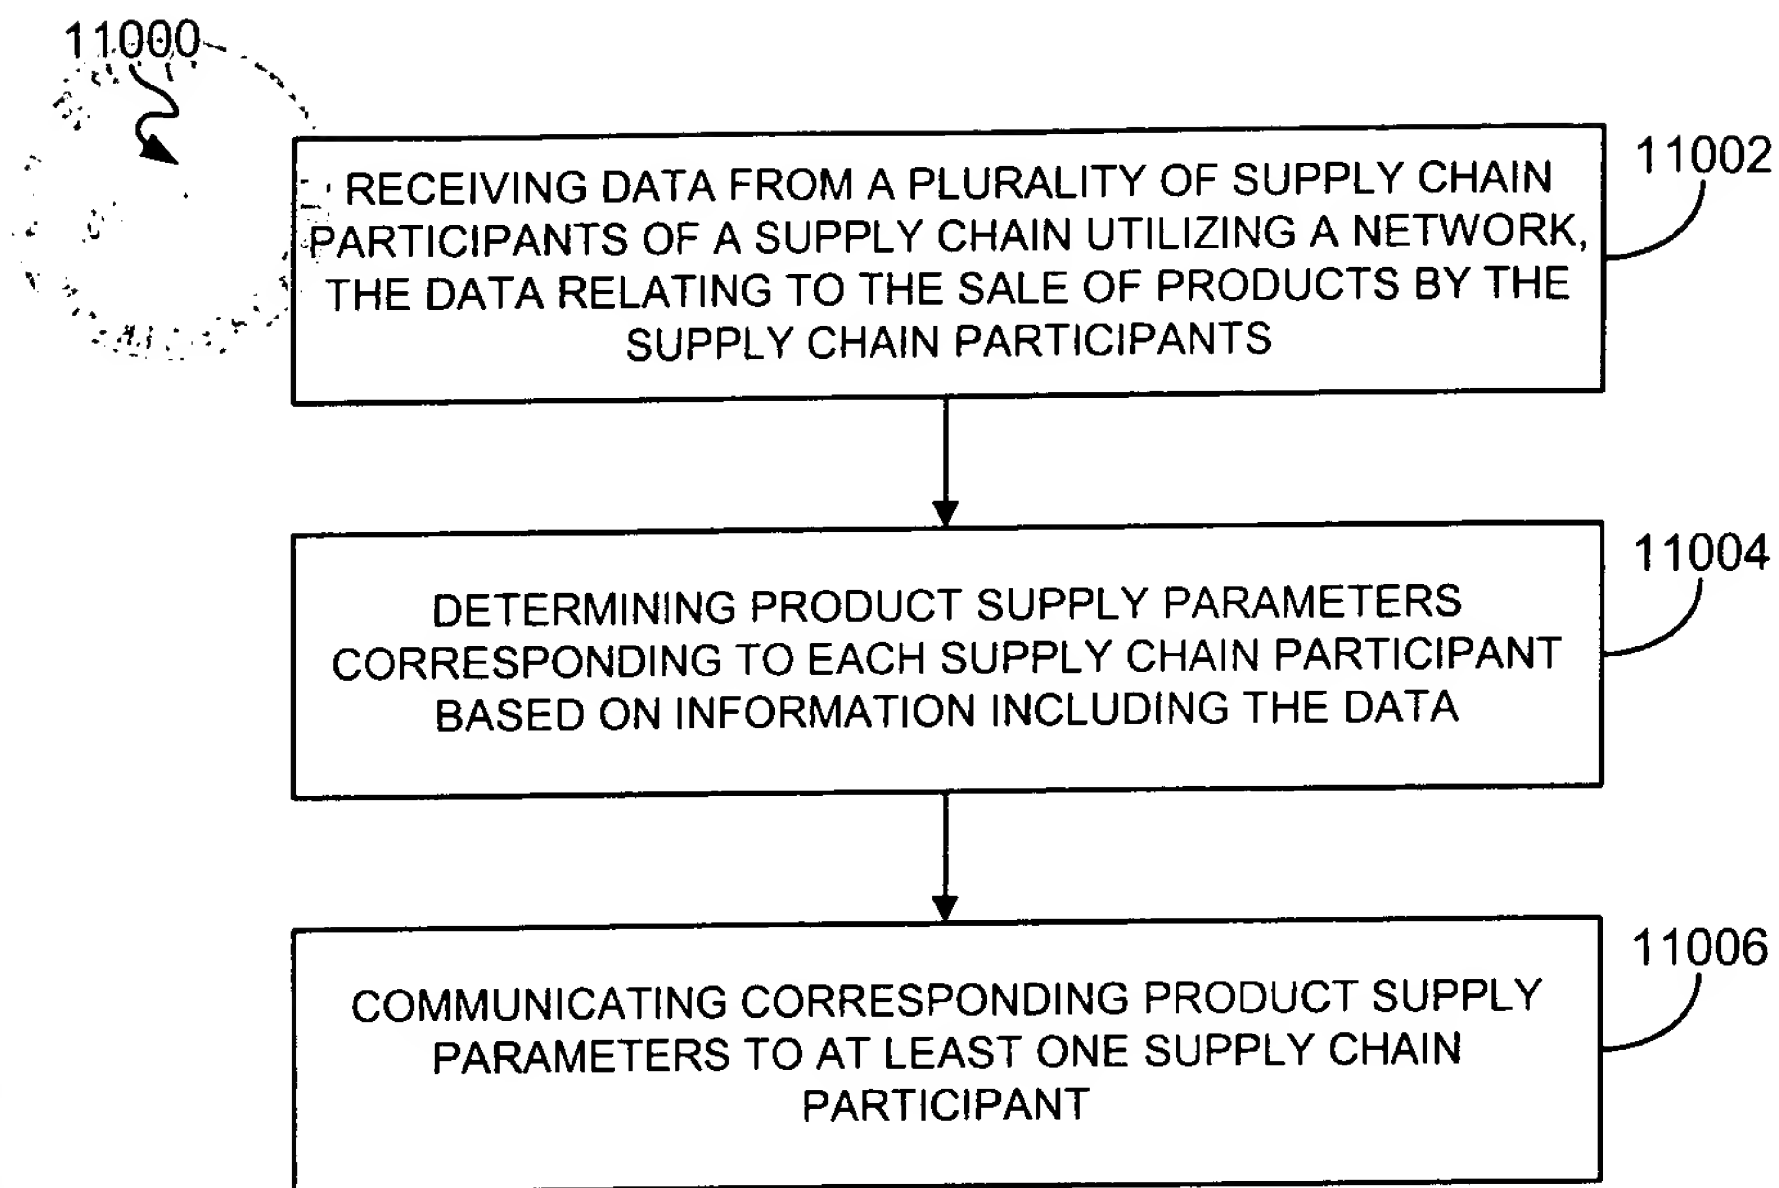 11000
11002
RECEIVING DATA FROM A PLURALITY OF SUPPLY CHAIN
PARTICIPANTS OF A SUPPLY CHAIN UTILIZING A NETWORK,
THE DATA RELATING TO THE SALE OF PRODUCTS BY THE
SUPPLY CHAIN PARTICIPANTS
11004
DETERMINING PRODUCT SUPPLY PARAMETERS
CORRESPONDING TO EACH SUPPLY CHAIN PARTICIPANT
BASED ON INFORMATION INCLUDING THE DATA
11006
COMMUNICATING CORRESPONDING PRODUCT SUPPLY
PARAMETERS TO AT LEAST ONE SUPPLY CHAIN
PARTICIPANT